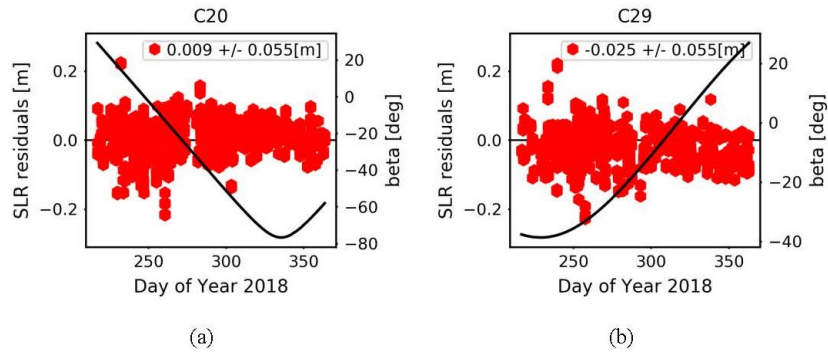 C20
0.009 +/- 0.055[m]
SLR residuals [m]
0.2
0.0
−0.2
20
0
−20
−40
−60
−80
beta [deg]
250
300
350
Day of Year 2018
(a)
C29
-0.025 +/- 0.055[m]
SLR residuals [m]
0.2
0.0
−0.2
20
0
−20
−40
beta [deg]
250
300
350
Day of Year 2018
(b)